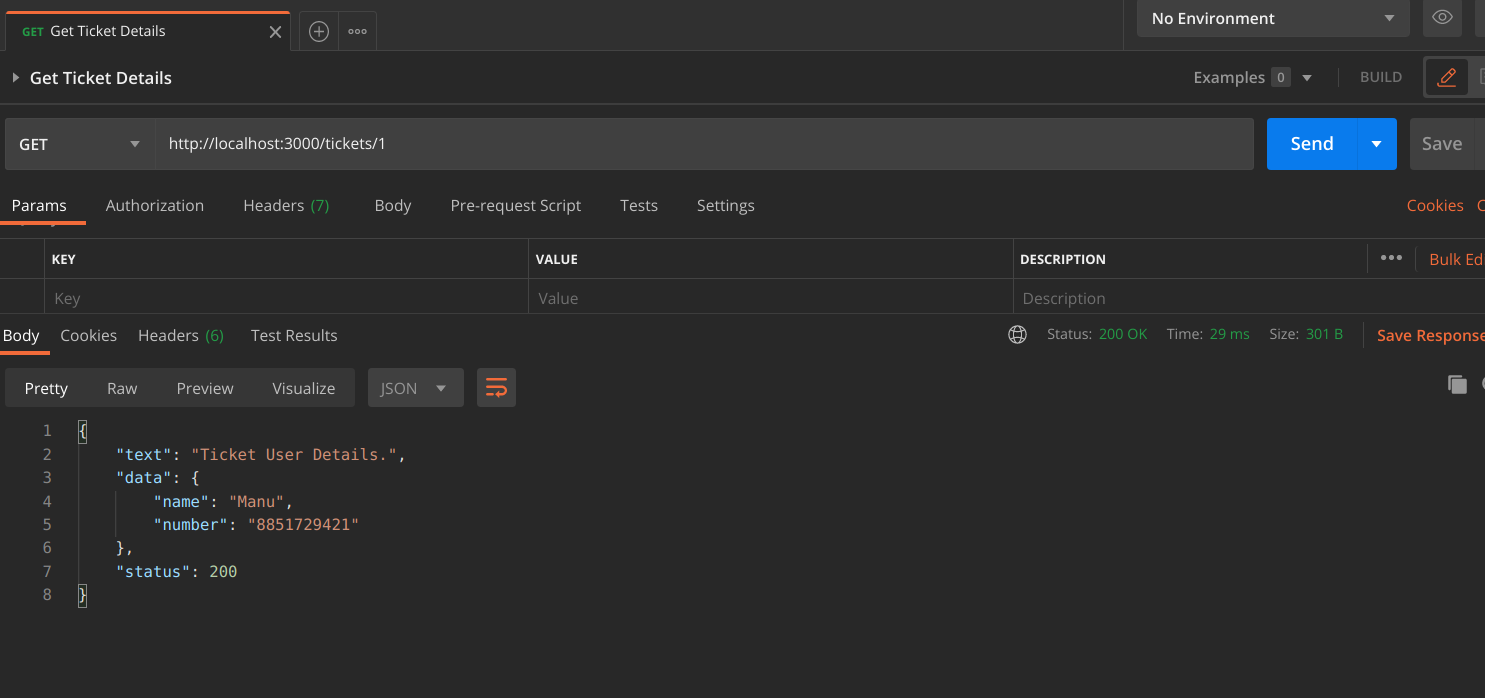 GET Get Ticket Details
No Environment
Get Ticket Details
Examples 0
BUILD
GET http://localhost:3000/tickets/1 Send Save
Params Authorization Headers (7) Body Pre-request Script Tests Settings Cookies
KEY VALUE DESCRIPTION Bulk Ed
Key Value Description
Body Cookies Headers (6) Test Results Status: 200 OK Time: 29 ms Size: 301 B Save Response
Pretty Raw Preview Visualize JSON
1 {
2 "text": "Ticket User Details.",
3 "data": {
4 "name": "Manu",
5 "number": "8851729421"
6 },
7 "status": 200
8 }